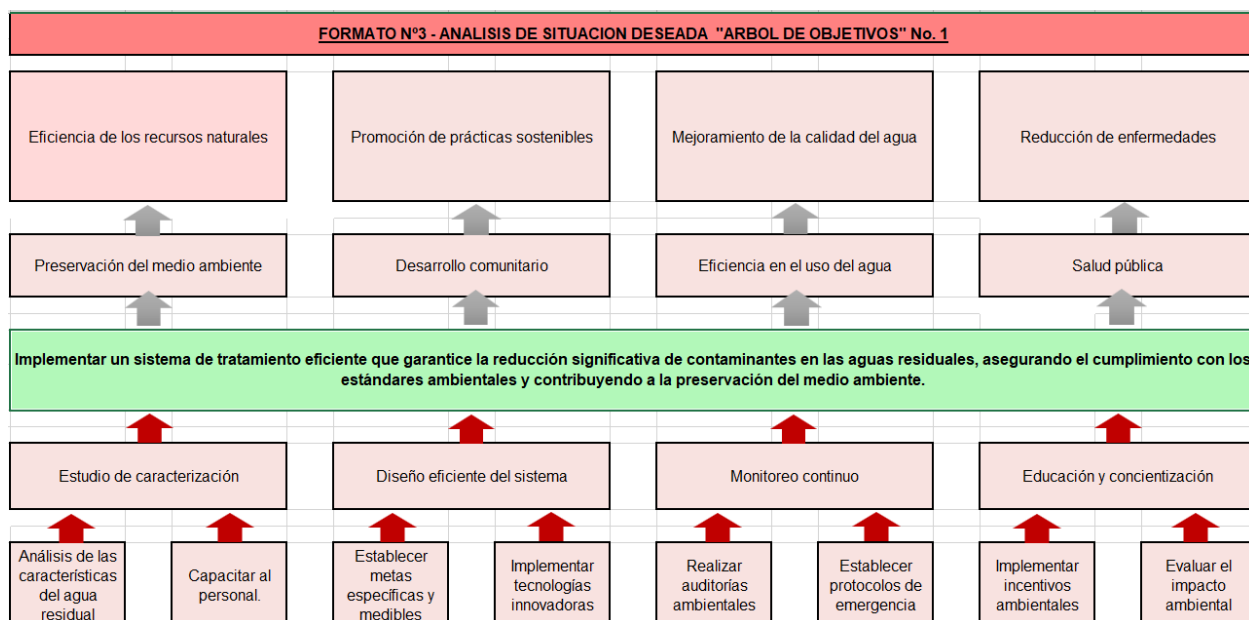 FORMATO Nº3 - ANALISIS DE SITUACION DESEADA "ARBOL DE OBJETIVOS" No. 1
Eficiencia de los recursos naturales
Promoción de prácticas sostenibles
Mejoramiento de la calidad del agua
Reducción de enfermedades
Preservación del medio ambiente
Desarrollo comunitario
Eficiencia en el uso del agua
Salud pública
Implementar un sistema de tratamiento eficiente que garantice la reducción significativa de contaminantes en las aguas residuales, asegurando el cumplimiento con los
estándares ambientales y contribuyendo a la preservación del medio ambiente.
Estudio de caracterización
Diseño eficiente del sistema
Monitoreo continuo
Educación y concientización
Análisis de las
características
del agua
residual
Capacitar al
personal.
Establecer
metas
específicas y
medibles
Implementar
tecnologías
innovadoras
Realizar
auditorías
ambientales
Establecer
protocolos de
emergencia
Implementar
incentivos
ambientales
Evaluar el
impacto
ambiental